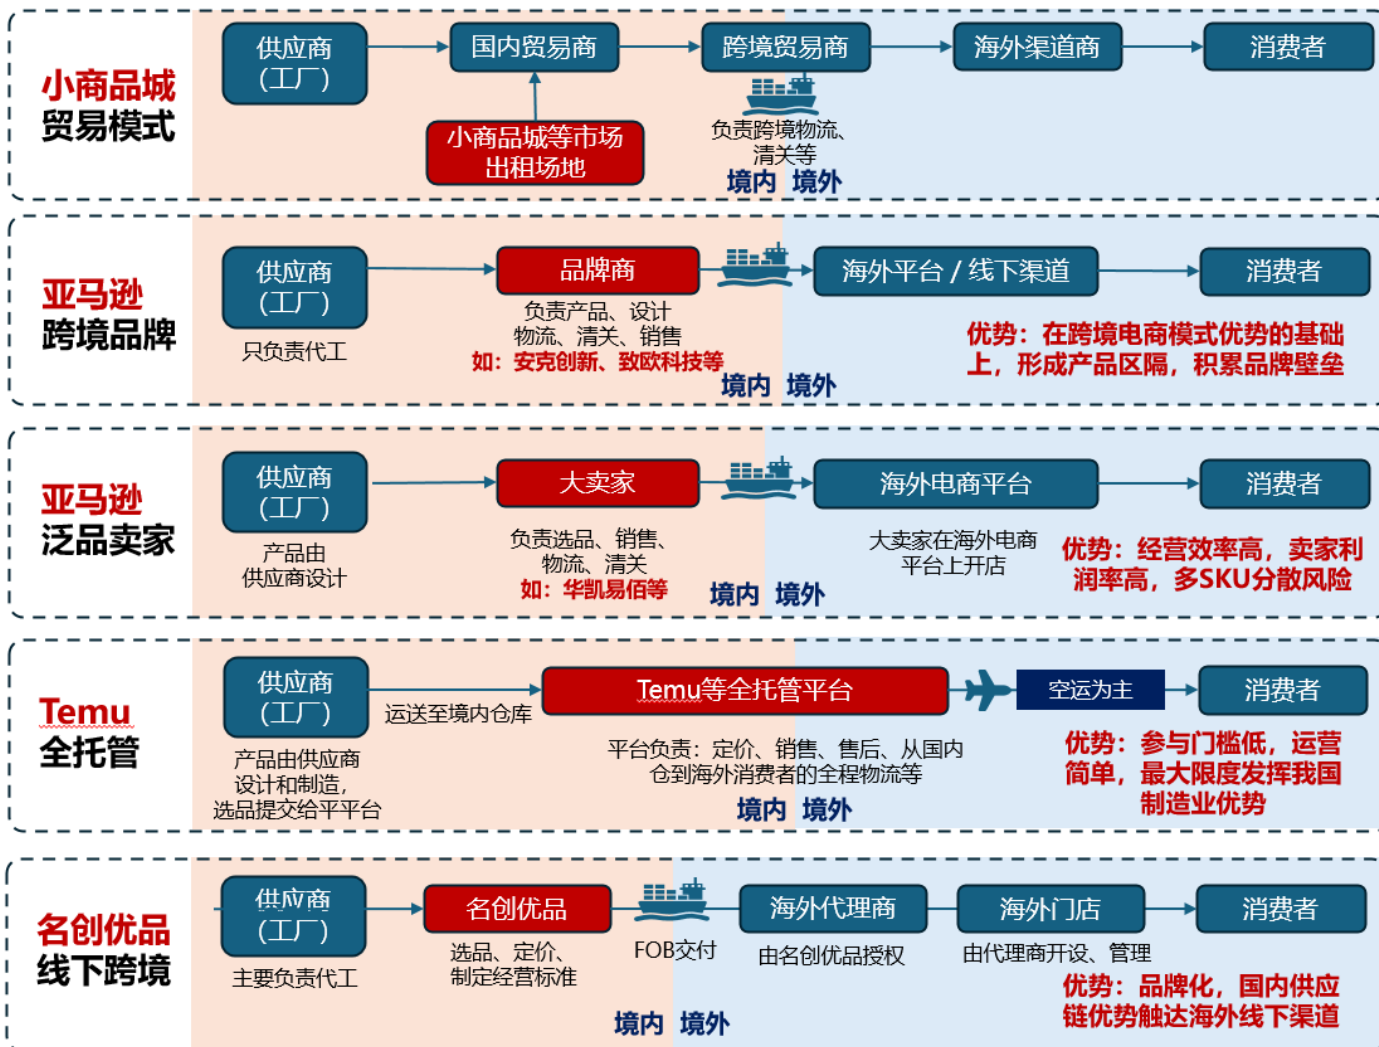 小商品城
贸易模式
供应商
(工厂)
国内贸易商
跨境贸易商
海外渠道商
消费者
小商品城等市场
出租场地
负责跨境物流、
清关等
境内 境外
亚马逊
跨境品牌
供应商
(工厂)
只负责代工
品牌商
负责产品、设计
物流、清关、销售
如：安克创新、致欧科技等
海外平台 / 线下渠道
消费者
优势：在跨境电商模式优势的基础
上，形成产品区隔，积累品牌壁垒
境内 境外
亚马逊
泛品卖家
供应商
(工厂)
产品由
供应商设计
大卖家
负责选品、销售、
物流、清关
如：华凯易佰等
海外电商平台
大卖家在海外电商
平台上开店
消费者
优势：经营效率高，卖家利
润率高，多SKU分散风险
境内 境外
Temu
全托管
供应商
(工厂)
产品由供应商
设计和制造，
选品提交给平平台
运送至境内仓库
Temu等全托管平台
平台负责：定价、销售、售后、从国内
仓到海外消费者的全程物流等
空运为主
消费者
优势：参与门槛低，运营
简单，最大限度发挥我国
制造业优势
境内 境外
名创优品
线下跨境
供应商
(工厂)
主要负责代工
名创优品
选品、定价、
制定经营标准
FOB交付
海外代理商
由名创优品授权
海外门店
由代理商开设、管理
消费者
优势：品牌化，国内供应
链优势触达海外线下渠道
境内 境外